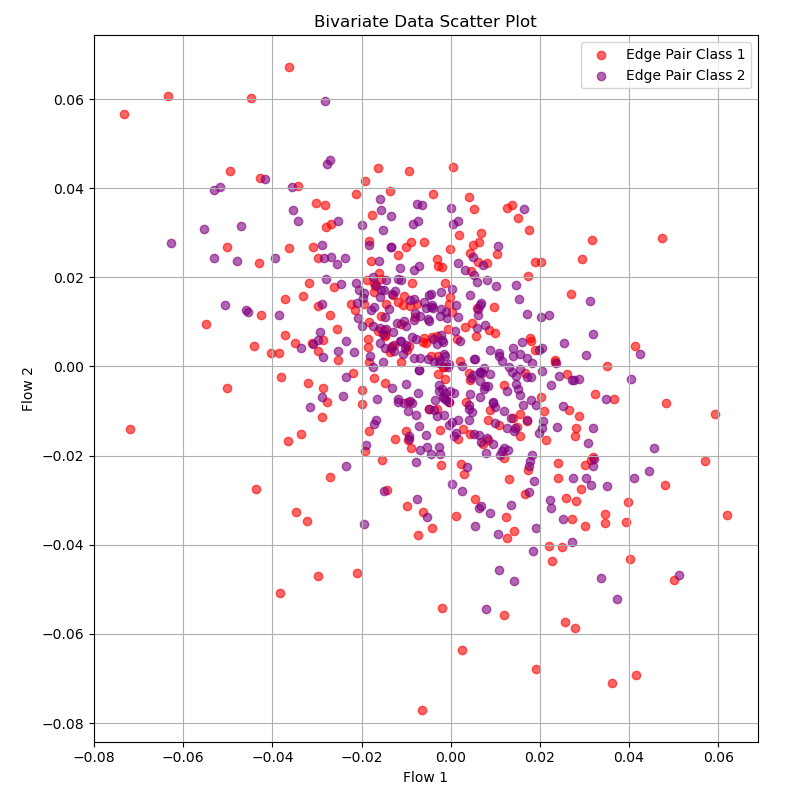 Bivariate Data Scatter Plot
Edge Pair Class 1
Edge Pair Class 2
0.06
0.04
0.02
0.00
−0.02
−0.04
−0.06
−0.08
Flow 2
−0.08 −0.06 −0.04 −0.02 0.00 0.02 0.04 0.06
Flow 1